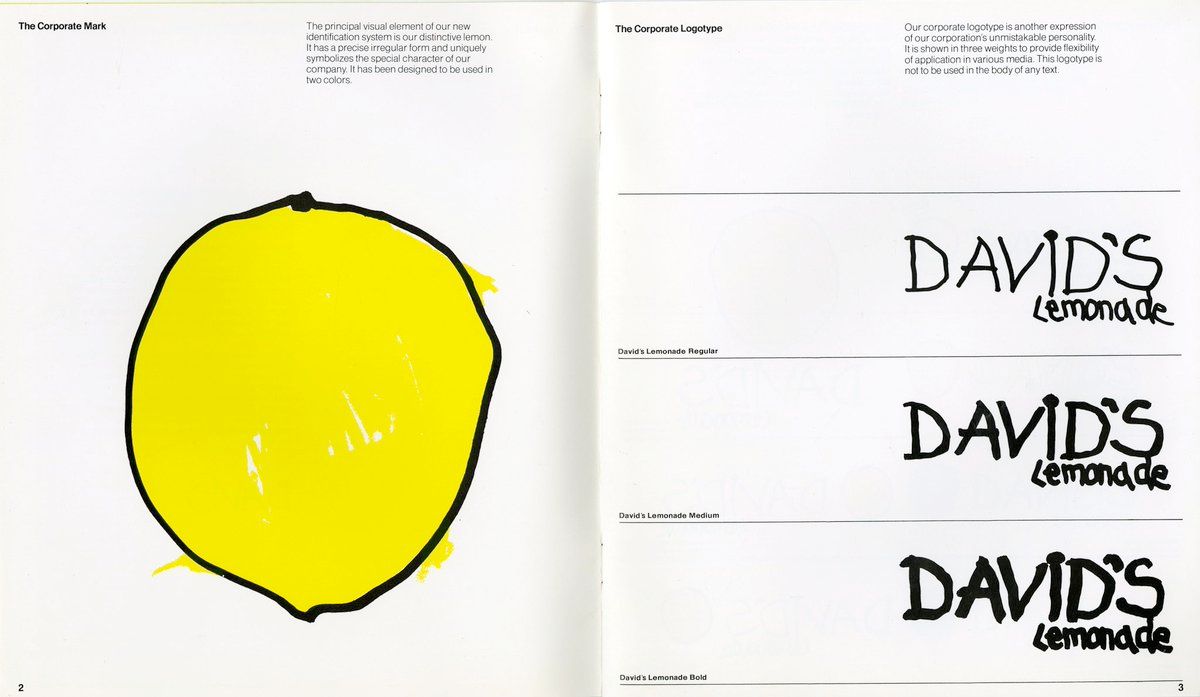 The Corporate Mark
The principal visual element of our new
identification system is our distinctive lemon.
It has a precise irregular form and uniquely
symbolizes the special character of our
company. It has been designed to be used in
two colors.
2
The Corporate Logotype
Our corporate logotype is another expression
of our corporation's unmistakable personality.
It is shown in three weights to provide flexibility
of application in various media. This logotype is
not to be used in the body of any text.
DAVID'S
Lemonade
David's Lemonade Regular
DAVID'S
Lemonade
David's Lemonade Medium
DAVID'S
Lemonade
David's Lemonade Bold
3